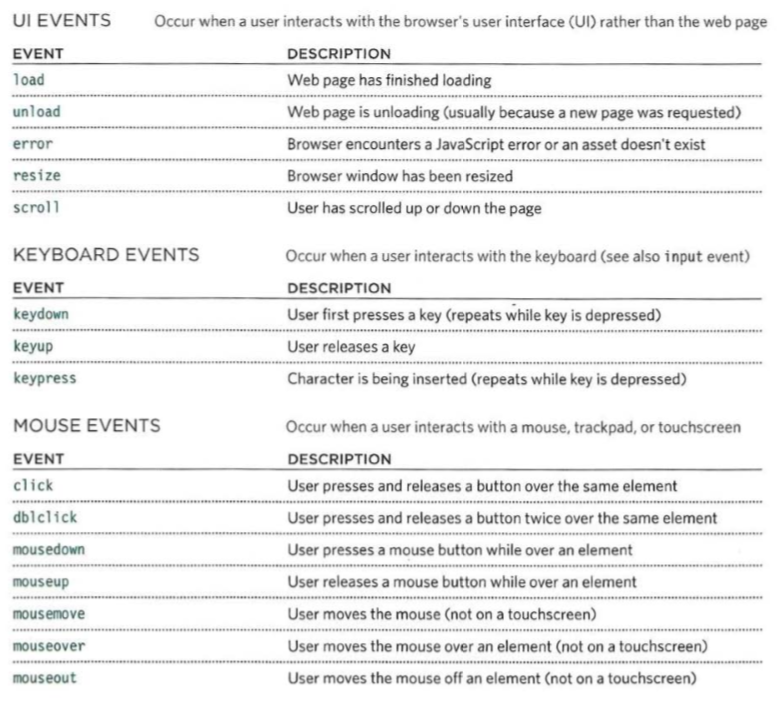 UI EVENTS Occur when a user interacts with the browser's user interface (UI) rather than the web page
EVENT DESCRIPTION
load Web page has finished loading
unload Web page is unloading (usually because a new page was requested)
error Browser encounters a JavaScript error or an asset doesn't exist
resize Browser window has been resized
scroll User has scrolled up or down the page
KEYBOARD EVENTS Occur when a user interacts with the keyboard (see also input event)
EVENT DESCRIPTION
keydown User first presses a key (repeats while key is depressed)
keyup User releases a key
keypress Character is being inserted (repeats while key is depressed)
MOUSE EVENTS Occur when a user interacts with a mouse, trackpad, or touchscreen
EVENT DESCRIPTION
click User presses and releases a button over the same element
dblclick User presses and releases a button twice over the same element
mousedown User presses a mouse button while over an element
mouseup User releases a mouse button while over an element
mousemove User moves the mouse (not on a touchscreen)
mouseover User moves the mouse over an element (not on a touchscreen)
mouseout User moves the mouse off an element (not on a touchscreen)